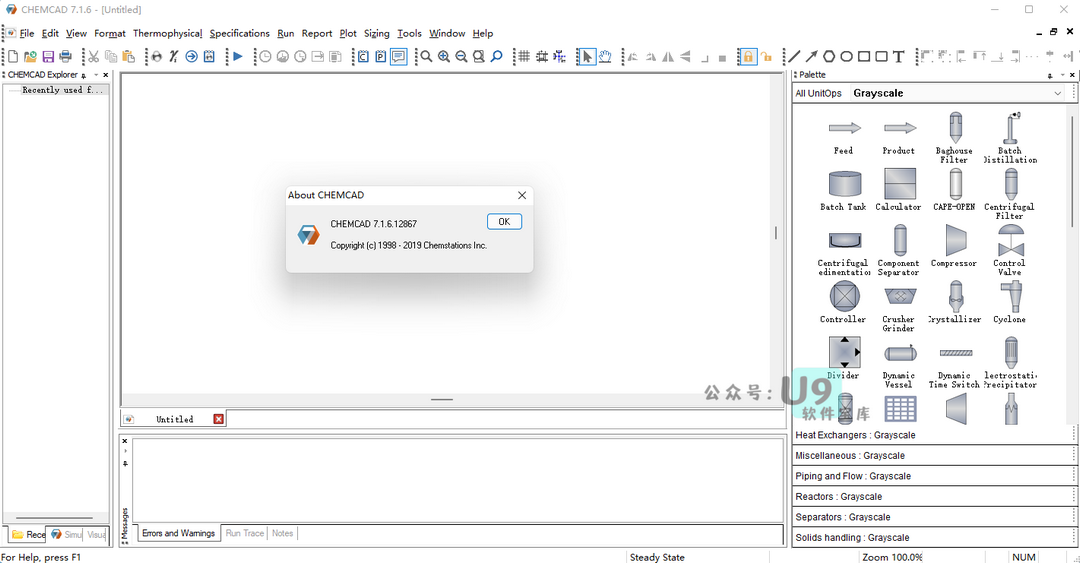 CHEMCAD 7.1.6 - [Untitled]
File Edit View Format Thermophysical Specifications Run Report Plot Sizing Tools Window Help
CHEMCAD Explorer
Recently used f...
About CHEMCAD
CHEMCAD 7.1.6.12867
OK
Copyright (c) 1998 - 2019 Chemstations Inc.
Palette
All UnitOps Grayscale
Feed
Product
Baghouse
Filter
Batch
Distillation
Batch Tank
Calculator
CAPE-OPEN
Centrifugal
Filter
Centrifugal
edimentatio
Component
Separator
Compressor
Control
Valve
Controller
Crusher
Grinder
Crystallizer
Cyclone
Divider
Dynamic
Vessel
Dynamic
Time Switch
lectrostati
Precipitator
公众号: U9
软件宝库
Heat Exchangers : Grayscale
Miscellaneous : Grayscale
Piping and Flow : Grayscale
Reactors : Grayscale
Separators : Grayscale
Solids handling : Grayscale
Untitled
Messages
Errors and Warnings Run Trace Notes
Rece Simu Visua
For Help, press F1
Steady State
Zoom 100.0%
NUM